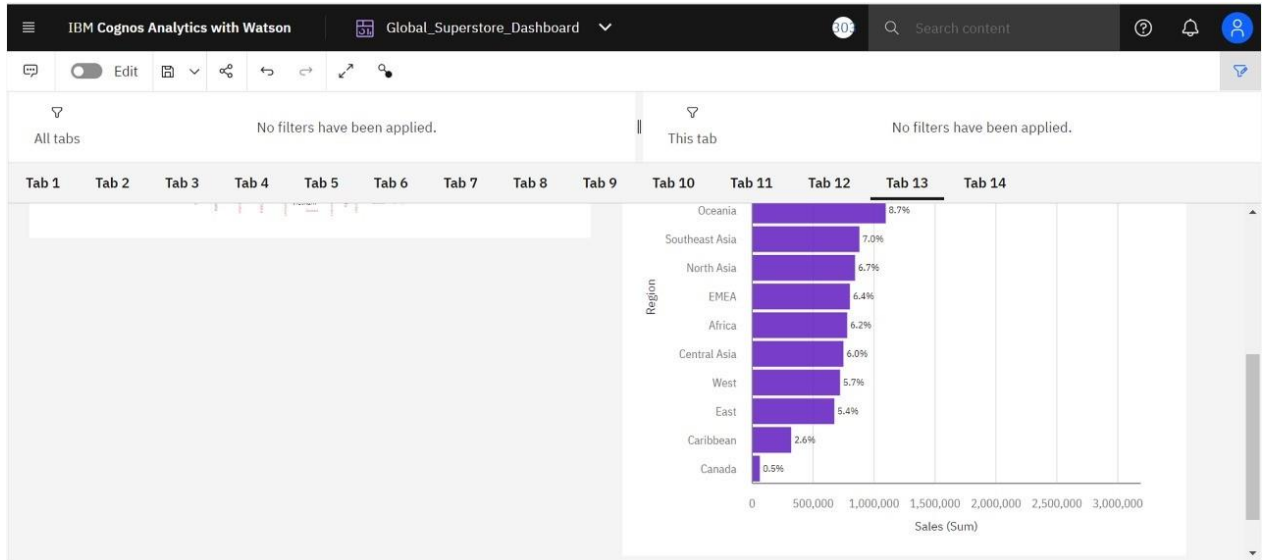 IBM Cognos Analytics with Watson
Global_Superstore_Dashboard
303
Search content
Edit
All tabs
No filters have been applied.
This tab
No filters have been applied.
Tab 1 Tab 2 Tab 3 Tab 4 Tab 5 Tab 6 Tab 7 Tab 8 Tab 9 Tab 10 Tab 11 Tab 12 Tab 13 Tab 14
Region
Oceania 8.7%
Southeast Asia 7.0%
North Asia 6.7%
EMEA 6.4%
Africa 6.2%
Central Asia 6.0%
West 5.7%
East 5.4%
Caribbean 2.6%
Canada 0.5%
0 500,000 1,000,000 1,500,000 2,000,000 2,500,000 3,000,000
Sales (Sum)